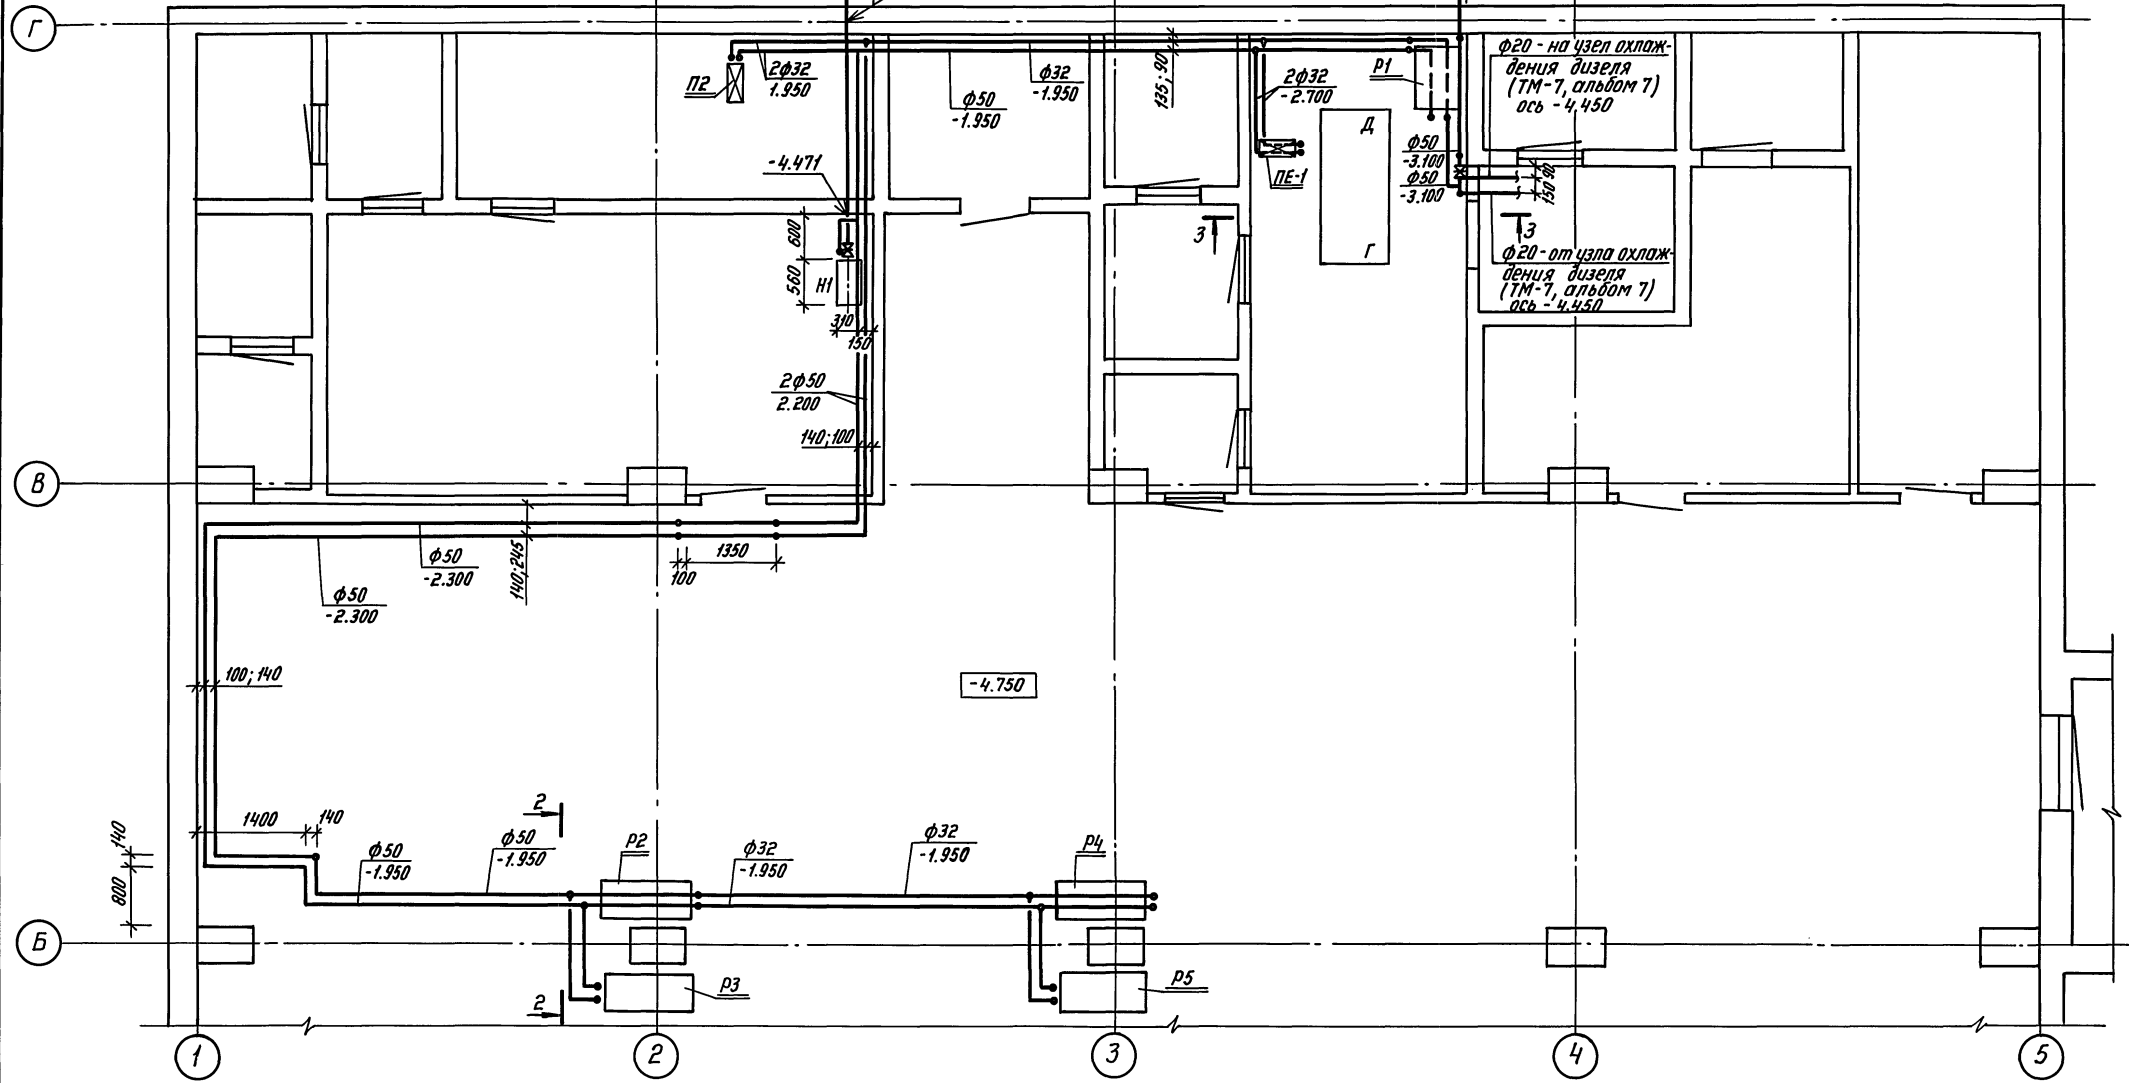 Г
2ф32
1.950
П2
ф50
-1.950
ф32
-1.950
135; 90
2ф32
-2.700
Р1
ф20 - на узел охлаж-
дения дизеля
(ТМ-7, альбом 7)
ось - 4.450
Д
Г
ПЕ-1
ф50
-3.100
ф50
-3.100
90
150
-4.471
600
560
Н1
310
150
3
3
ф20 - от узла охлаж-
дения дизеля
(ТМ-7, альбом 7)
ось - 4.450
2ф50
2.200
140; 100
В
ф50
-2.300
ф50
-2.300
140; 245
1350
100
100; 140
-4.750
1400
140
140
800
2
ф50
-1.950
ф50
-1.950
Р2
ф32
-1.950
ф32
-1.950
Р4
Б
Р3
Р5
2
1
2
3
4
5